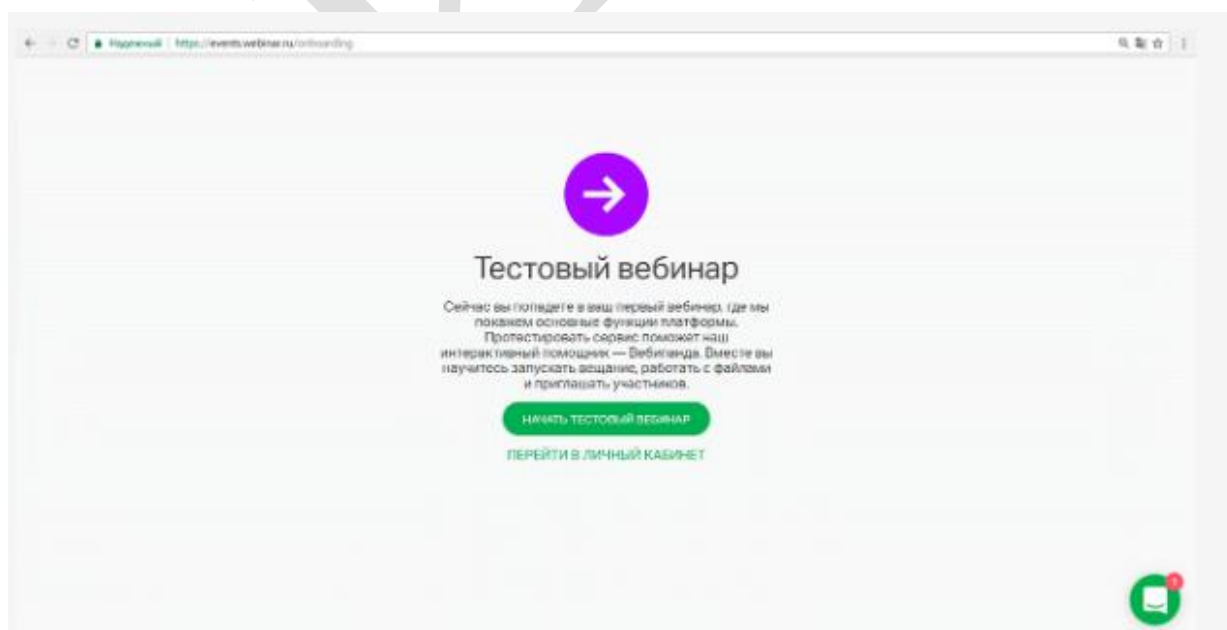 Надежный https://events.webinar.ru/onboarding
Тестовый вебинар
Сейчас вы попадете в ваш первый вебинар, где мы
покажем основные функции платформы.
Протестировать сервис поможет наш
интерактивный помощник — Вебипанда. Вместе вы
научитесь запускать вещание, работать с файлами
и приглашать участников.
НАЧАТЬ ТЕСТОВЫЙ ВЕБИНАР
ПЕРЕЙТИ В ЛИЧНЫЙ КАБИНЕТ